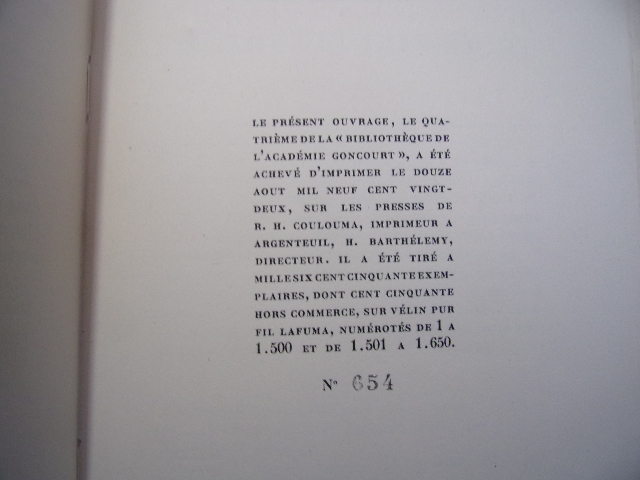 LE PRÉSENT OUVRAGE, LE QUA-
TRIÈME DE LA « BIBLIOTHÈQUE DE
L'ACADÉMIE GONCOURT », A ÉTÉ
ACHEVÉ D'IMPRIMER LE DOUZE
AOUT MIL NEUF CENT VINGT-
DEUX, SUR LES PRESSES DE
R. H. COULOUMA, IMPRIMEUR A
ARGENTEUIL, H. BARTHÉLEMY,
DIRECTEUR. IL A ÉTÉ TIRÉ A
MILLE SIX CENT CINQUANTE EXEM-
PLAIRES, DONT CENT CINQUANTE
HORS COMMERCE, SUR VÉLIN PUR
FIL LAFUMA, NUMÉROTÉS DE 1 A
1.500 ET DE 1.501 A 1.650.
Nº 654